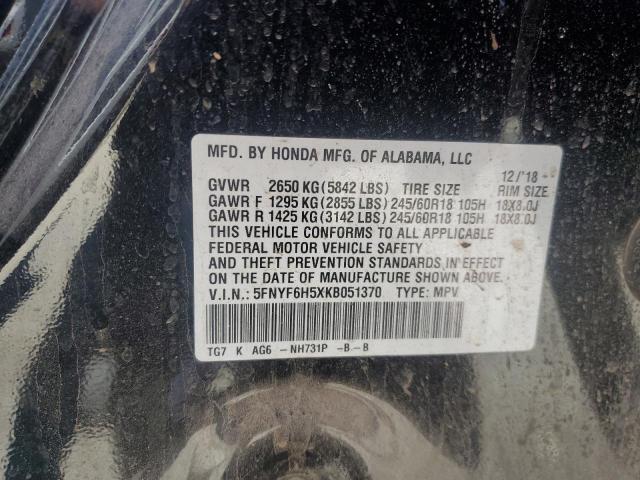 MFD. BY HONDA MFG. OF ALABAMA, LLC
12/'18
GVWR 2650 KG (5842 LBS) TIRE SIZE RIM SIZE
GAWR F 1295 KG (2855 LBS) 245/60R18 105H 18X8.0J
GAWR R 1425 KG (3142 LBS) 245/60R18 105H 18X8.0J
THIS VEHICLE CONFORMS TO ALL APPLICABLE
FEDERAL MOTOR VEHICLE SAFETY
AND THEFT PREVENTION STANDARDS IN EFFECT
ON THE DATE OF MANUFACTURE SHOWN ABOVE.
V.I.N.: 5FNYF6H5XKB051370 TYPE: MPV
TG7 K AG6 -NH731P -B-B